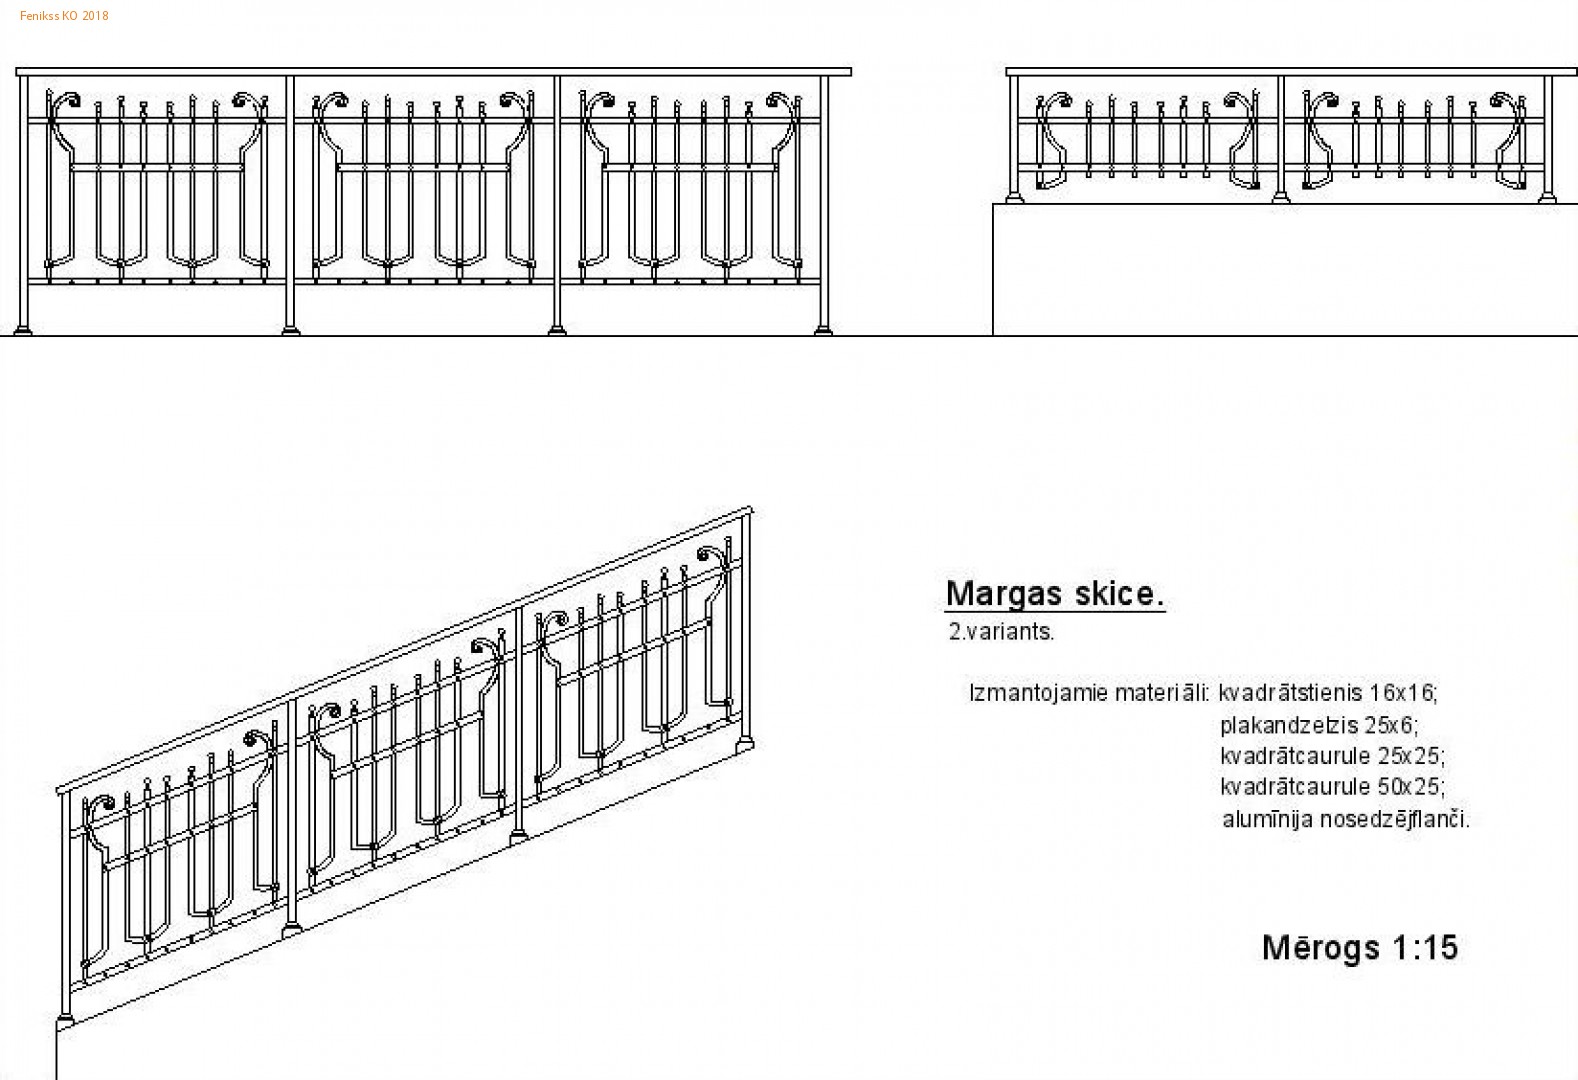 Fenikss KO 2018
Margas skice.
2.variants.
Izmantojamie materiāli: kvadrātstienis 16x16;
plakandzelzis 25x6;
kvadrātcaurule 25x25;
kvadrātcaurule 50x25;
alumīnija nosedzējflanči.
Mērogs 1:15